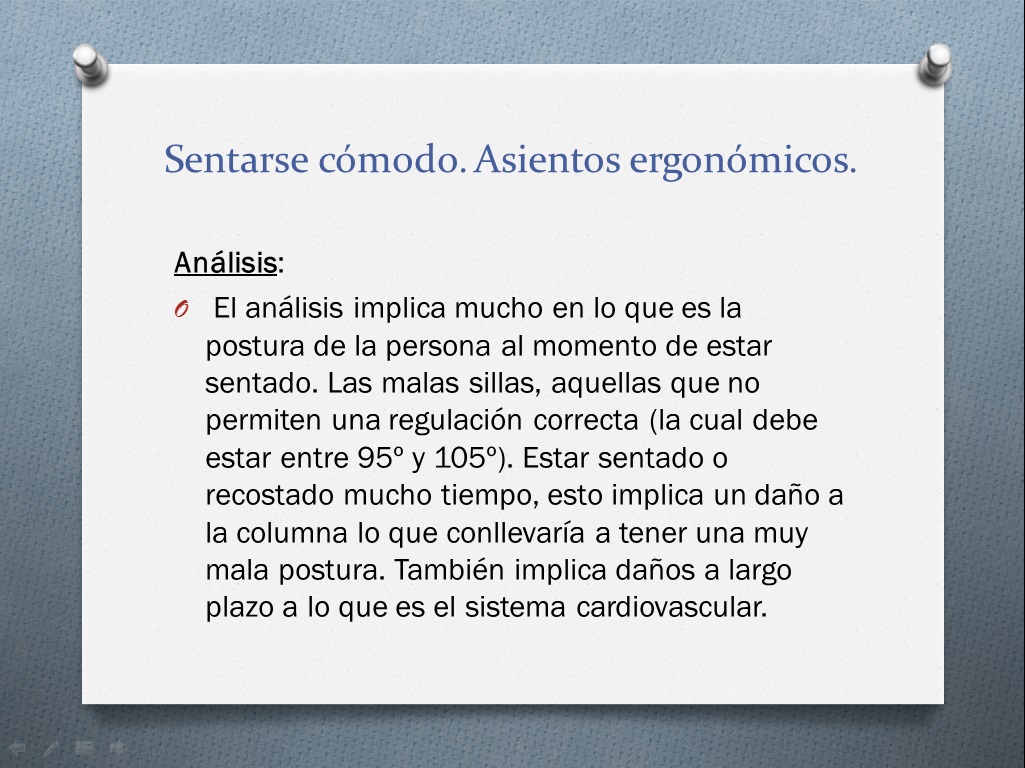 Sentarse cómodo. Asientos ergonómicos.
Análisis:
El análisis implica mucho en lo que es la
postura de la persona al momento de estar
sentado. Las malas sillas, aquellas que no
permiten una regulación correcta (la cual debe
estar entre 95º y 105º). Estar sentado o
recostado mucho tiempo, esto implica un daño a
la columna lo que conllevaría a tener una muy
mala postura. También implica daños a largo
plazo a lo que es el sistema cardiovascular.